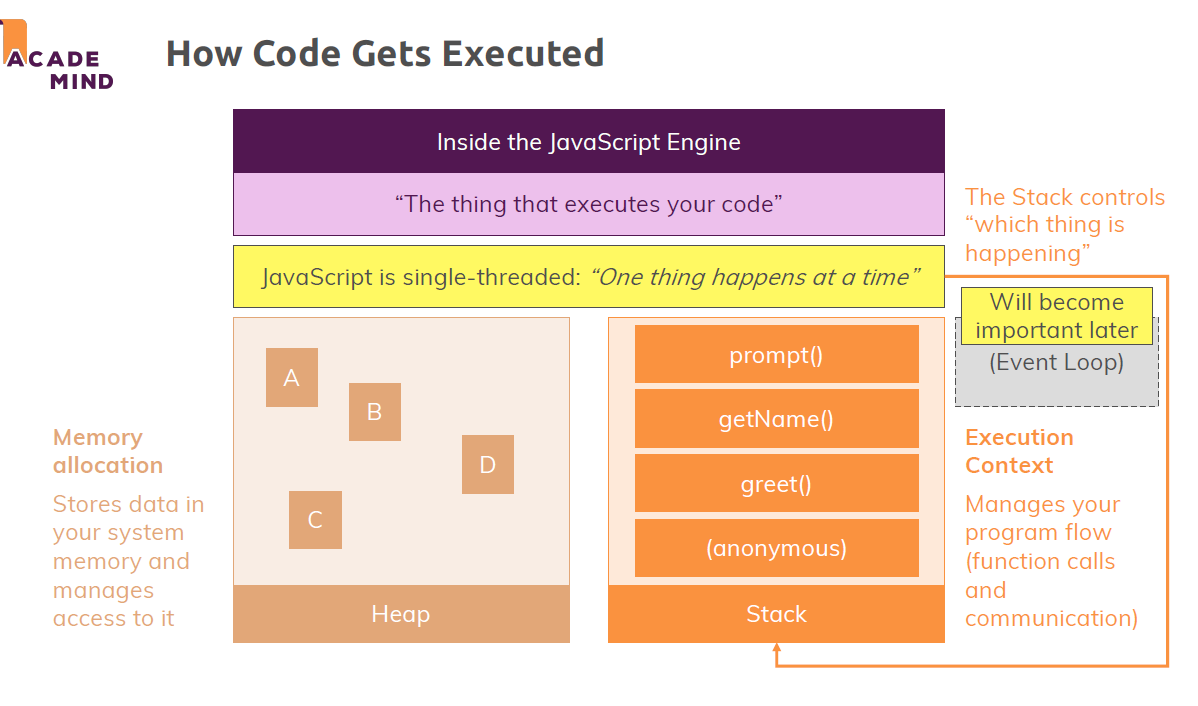 ACADE
MIND
How Code Gets Executed
Inside the JavaScript Engine
“The thing that executes your code”
JavaScript is single-threaded: “One thing happens at a time”
The Stack controls
“which thing is
happening”
Will become
important later
(Event Loop)
A
B
D
C
Heap
Memory
allocation
Stores data in
your system
memory and
manages
access to it
prompt()
getName()
greet()
(anonymous)
Stack
Execution
Context
Manages your
program flow
(function calls
and
communication)